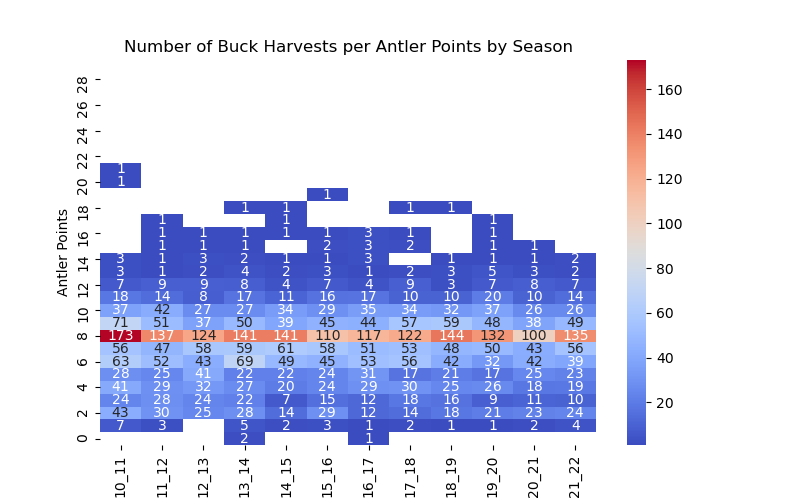 Number of Buck Harvests per Antler Points by Season
Antler Points
28
26
24
22
1
20 1
1
18 1 1 1 1
1 1 1
16 1 1 1 1 1 3 1 1
1 1 1 2 3 2 1 1
14 3 1 3 2 1 1 3 1 1 1 2
3 1 2 4 2 3 1 2 3 5 3 2
12 7 9 9 8 4 7 4 9 3 7 8 7
18 14 8 17 11 16 17 10 10 20 10 14
10 37 42 27 27 34 29 35 34 32 37 26 26
71 51 37 50 39 45 44 57 59 48 38 49
8 173 137 124 141 141 110 117 122 144 132 100 135
56 47 58 59 61 58 51 53 48 50 43 56
6 63 52 43 69 49 45 53 56 42 32 42 39
28 25 41 22 22 24 31 17 21 17 25 23
4 41 29 32 27 20 24 29 30 25 26 18 19
24 28 24 22 7 15 12 18 16 9 11 10
2 43 30 25 28 14 29 12 14 18 21 23 24
7 3 5 2 3 1 2 1 1 2 4
0 2 1
10_11 11_12 12_13 13_14 14_15 15_16 16_17 17_18 18_19 19_20 20_21 21_22
160
140
120
100
80
60
40
20